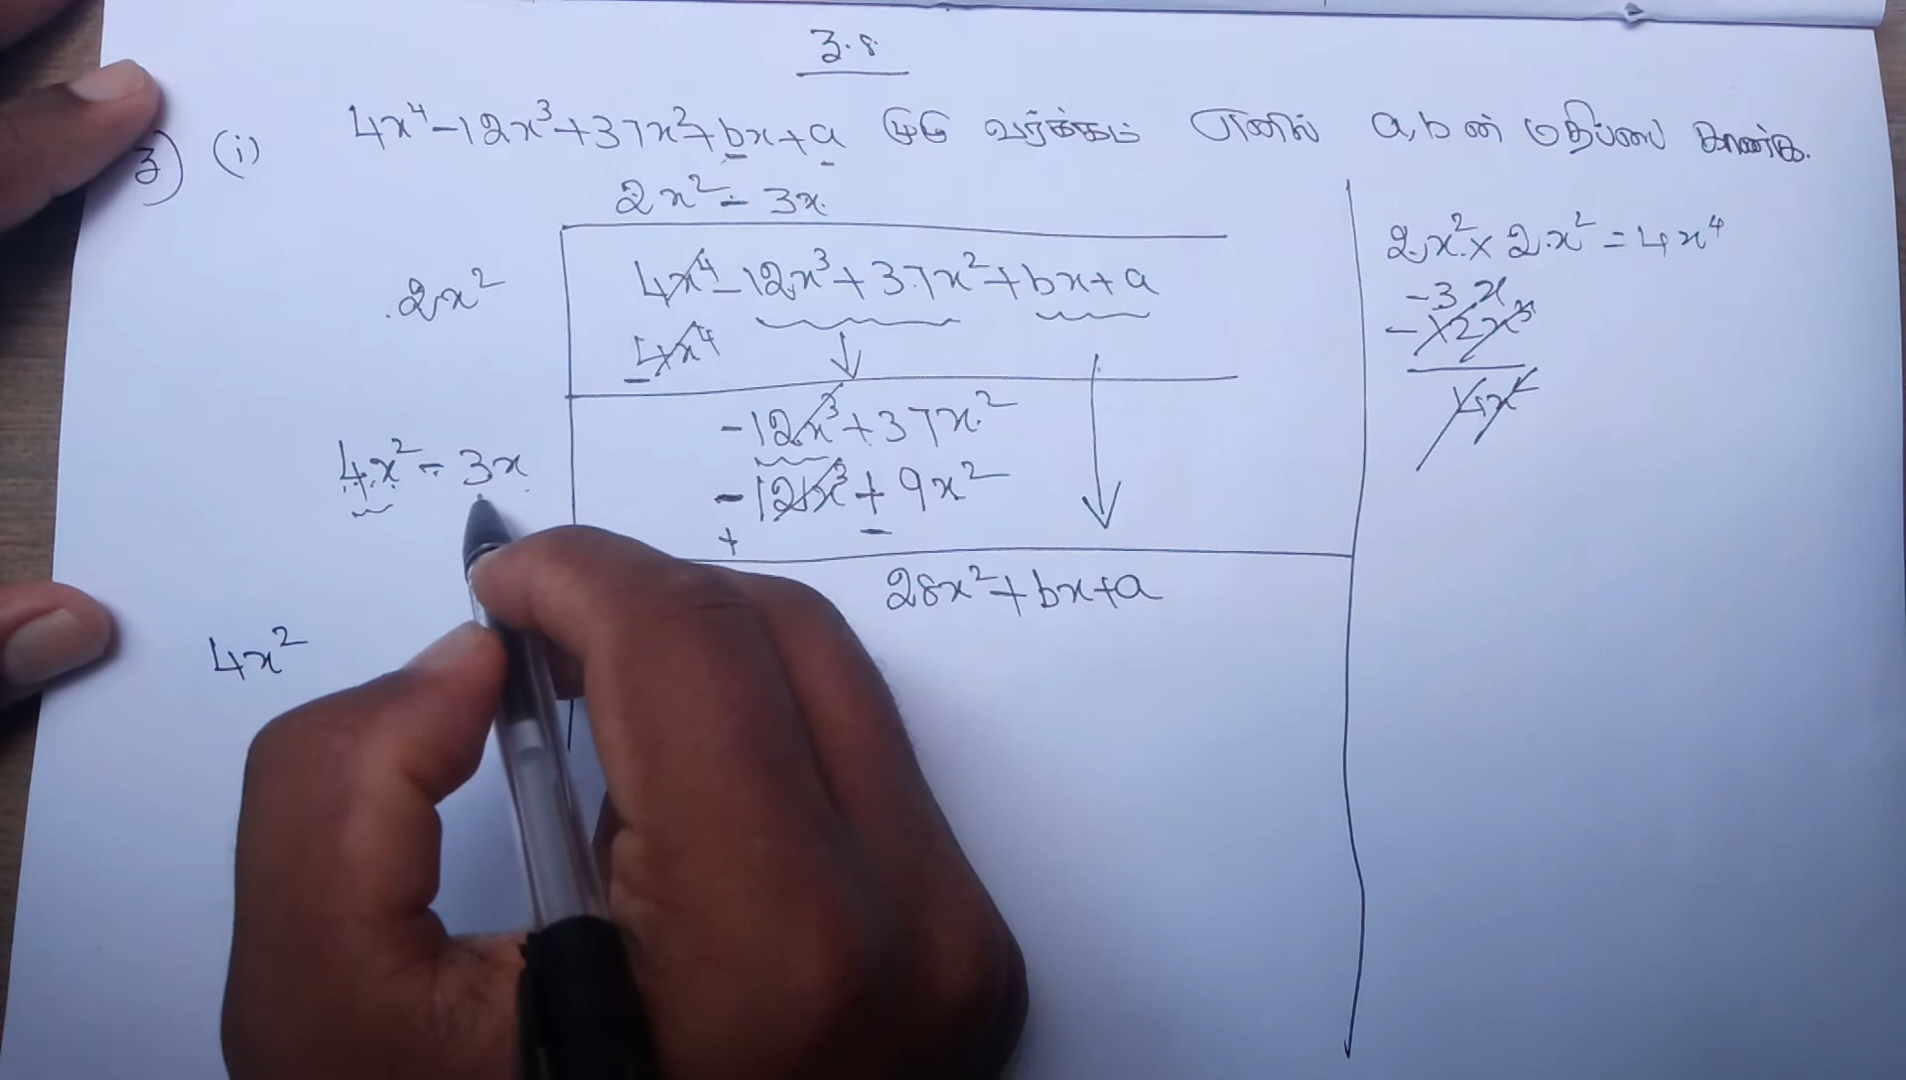 3.8
3) (i) 4x⁴-12x³+37x²+bx+a முழு வர்க்கம் எனில் a,b ன் மதிப்பை காண்க.
2x² - 3x
2x² 4x⁴-12x³+37x²+bx+a
4x⁴
-12x³+37x²
4x² - 3x -12x³+9x²
+ -
28x²+bx+a
4x²
2x² × 2x² = 4x⁴
-3x
-12x³
4x²